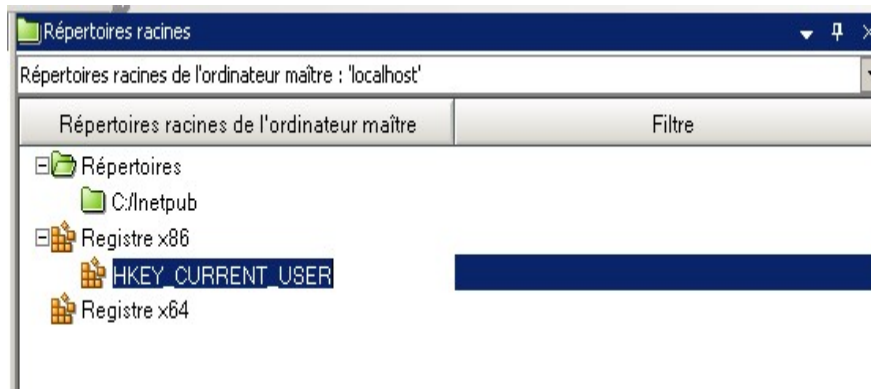 Répertoires racines
Répertoires racines de l'ordinateur maître : 'localhost'
Répertoires racines de l'ordinateur maître Filtre
Répertoires
C:/Inetpub
Registre x86
HKEY_CURRENT_USER
Registre x64